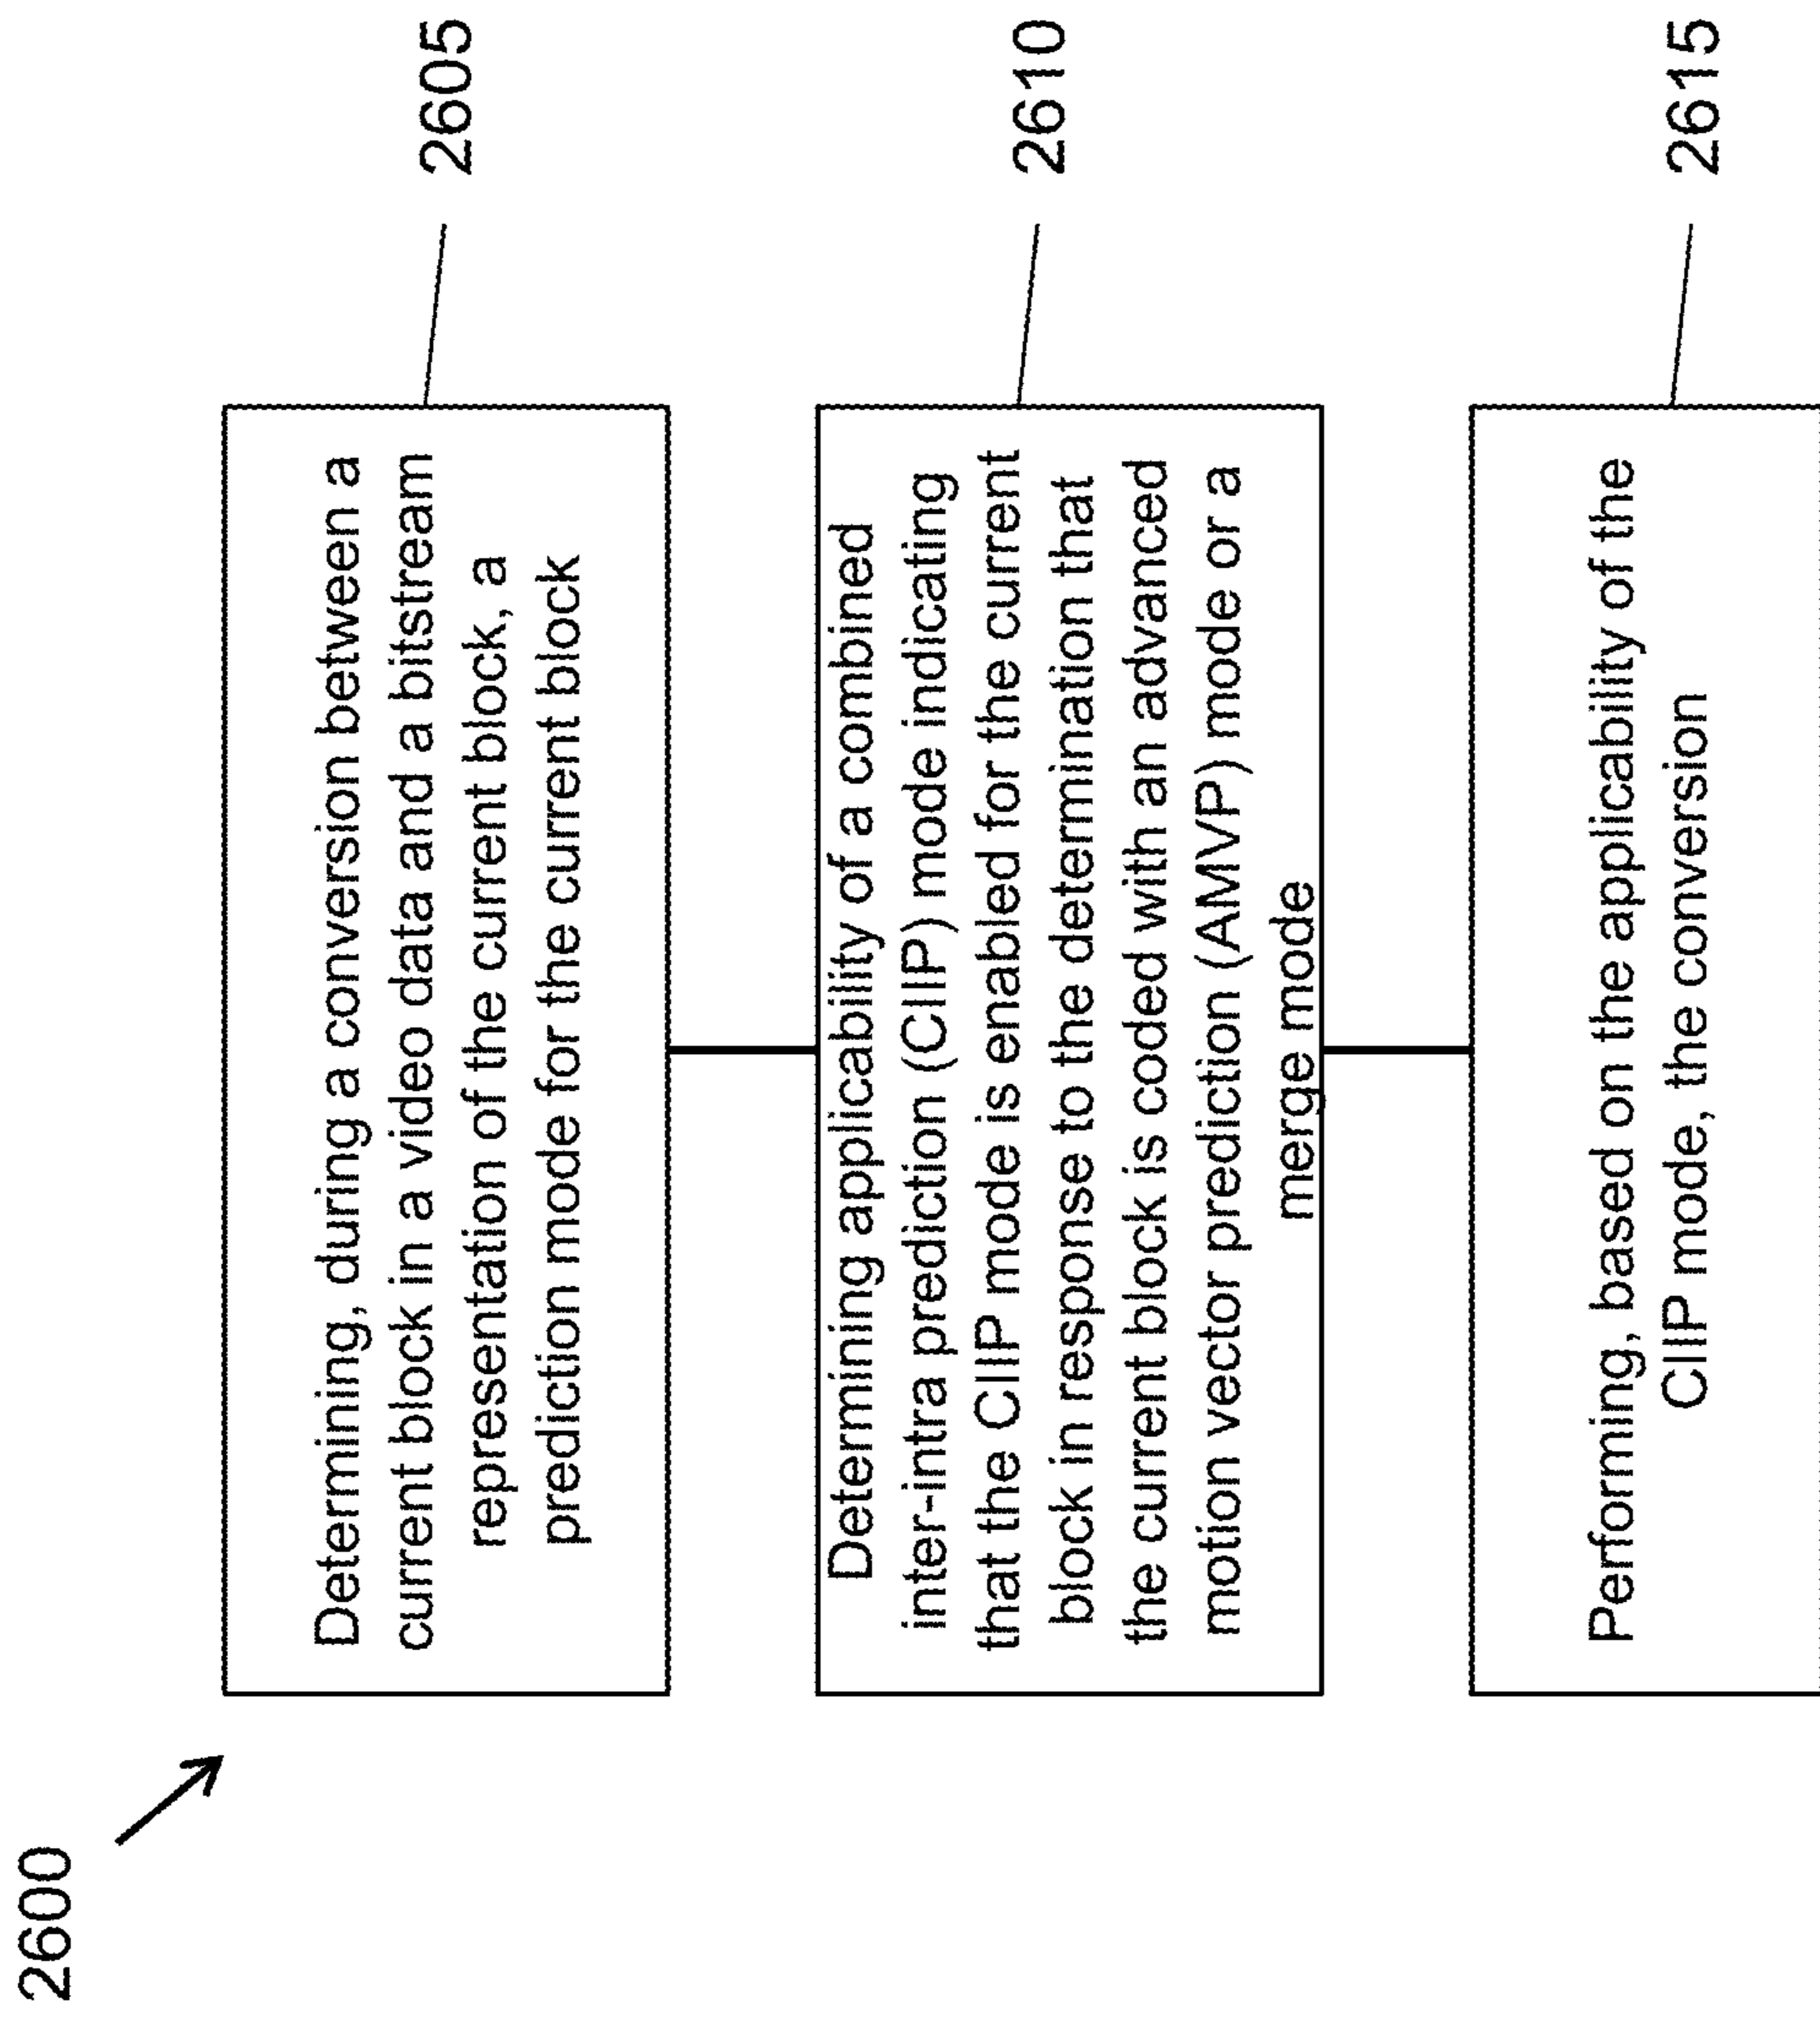 2600
Determining, during a conversion between a
current block in a video data and a bitstream
representation of the current block, a
prediction mode for the current block
2605
Determining applicability of a combined
inter-intra prediction (CIIP) mode indicating
that the CIIP mode is enabled for the current
block in response to the determination that
the current block is coded with an advanced
motion vector prediction (AMVP) mode or a
merge mode
2610
Performing, based on the applicability of the
CIIP mode, the conversion
2615